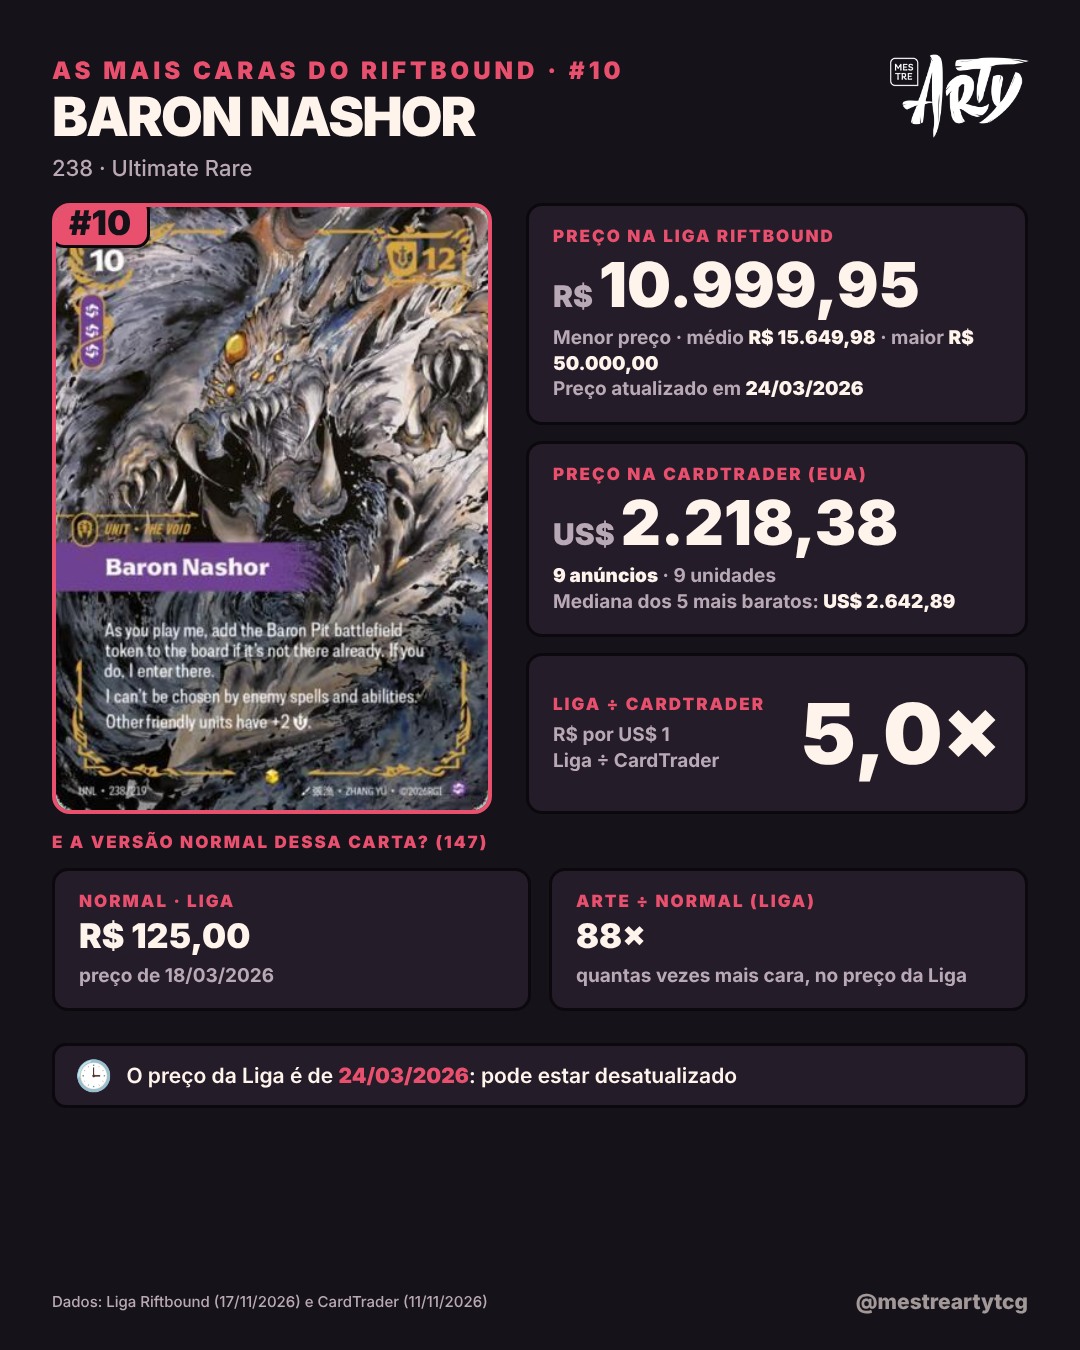 AS MAIS CARAS DO RIFTBOUND · #10
BARON NASHOR
238 · Ultimate Rare
MES
TRE
ARTY
#10
10
12
UNIT • THE VOID
Baron Nashor
As you play me, add the Baron Pit battlefield
token to the board if it's not there already. If you
do, I enter there.
I can't be chosen by enemy spells and abilities.
Other friendly units have +2
UNL • 238/219
張漁 • ZHANG YU • ©2026RGI
PREÇO NA LIGA RIFTBOUND
R$ 10.999,95
Menor preço · médio R$ 15.649,98 · maior R$
50.000,00
Preço atualizado em 24/03/2026
PREÇO NA CARDTRADER (EUA)
US$ 2.218,38
9 anúncios · 9 unidades
Mediana dos 5 mais baratos: US$ 2.642,89
LIGA ÷ CARDTRADER
R$ por US$ 1
Liga ÷ CardTrader
5,0×
E A VERSÃO NORMAL DESSA CARTA? (147)
NORMAL · LIGA
R$ 125,00
preço de 18/03/2026
ARTE ÷ NORMAL (LIGA)
88×
quantas vezes mais cara, no preço da Liga
O preço da Liga é de 24/03/2026: pode estar desatualizado
Dados: Liga Riftbound (17/11/2026) e CardTrader (11/11/2026)
@mestreartytcg